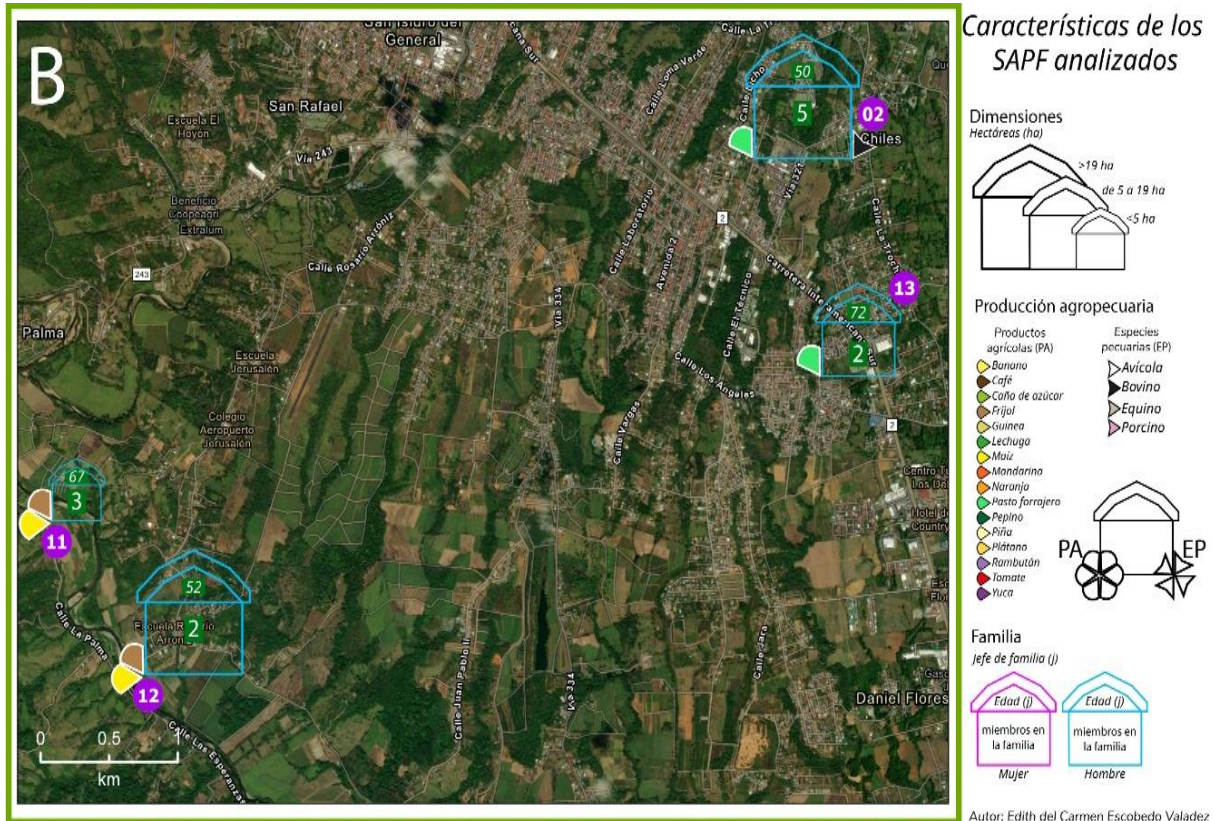 B
San Isidro del
General
Calle Loma Verde
San Rafael
Escuela El
Hoyón
Vía 243
Beneficio
Coopeagri
Extralum
Calle Rosario Arróniz
243
Palma
Escuela
Jerusalén
Colegio
Aeropuerto
Jerusalén
Vía 334
Calle Laboratorio
Avenida 2
2
Calle El Técnico
Calle Los Ángeles
Calle Vargas
Carretera Interamericana Sur
50
5
02
Chiles
Vía 321
13
72
2
2
67
3
11
52
2
12
Calle La Palma
Calle Las Esperanzas
Calle Juan Pablo II
Vía 334
Calle Jara
Daniel Flores
0 0.5
km
Características de los
SAPF analizados
Dimensiones
Hectáreas (ha)
>19 ha
de 5 a 19 ha
<5 ha
Producción agropecuaria
Productos
agrícolas (PA)
Banano
Café
Caña de azúcar
Frijol
Guinea
Lechuga
Maíz
Mandarina
Naranja
Pasto forrajero
Pepino
Piña
Plátano
Rambután
Tomate
Yuca
Especies
pecuarias (EP)
Avícola
Bovino
Equino
Porcino
PA
EP
Familia
Jefe de familia (j)
Edad (j)
miembros en
la familia
Mujer
Edad (j)
miembros en
la familia
Hombre
Autor: Edith del Carmen Escobedo Valadez